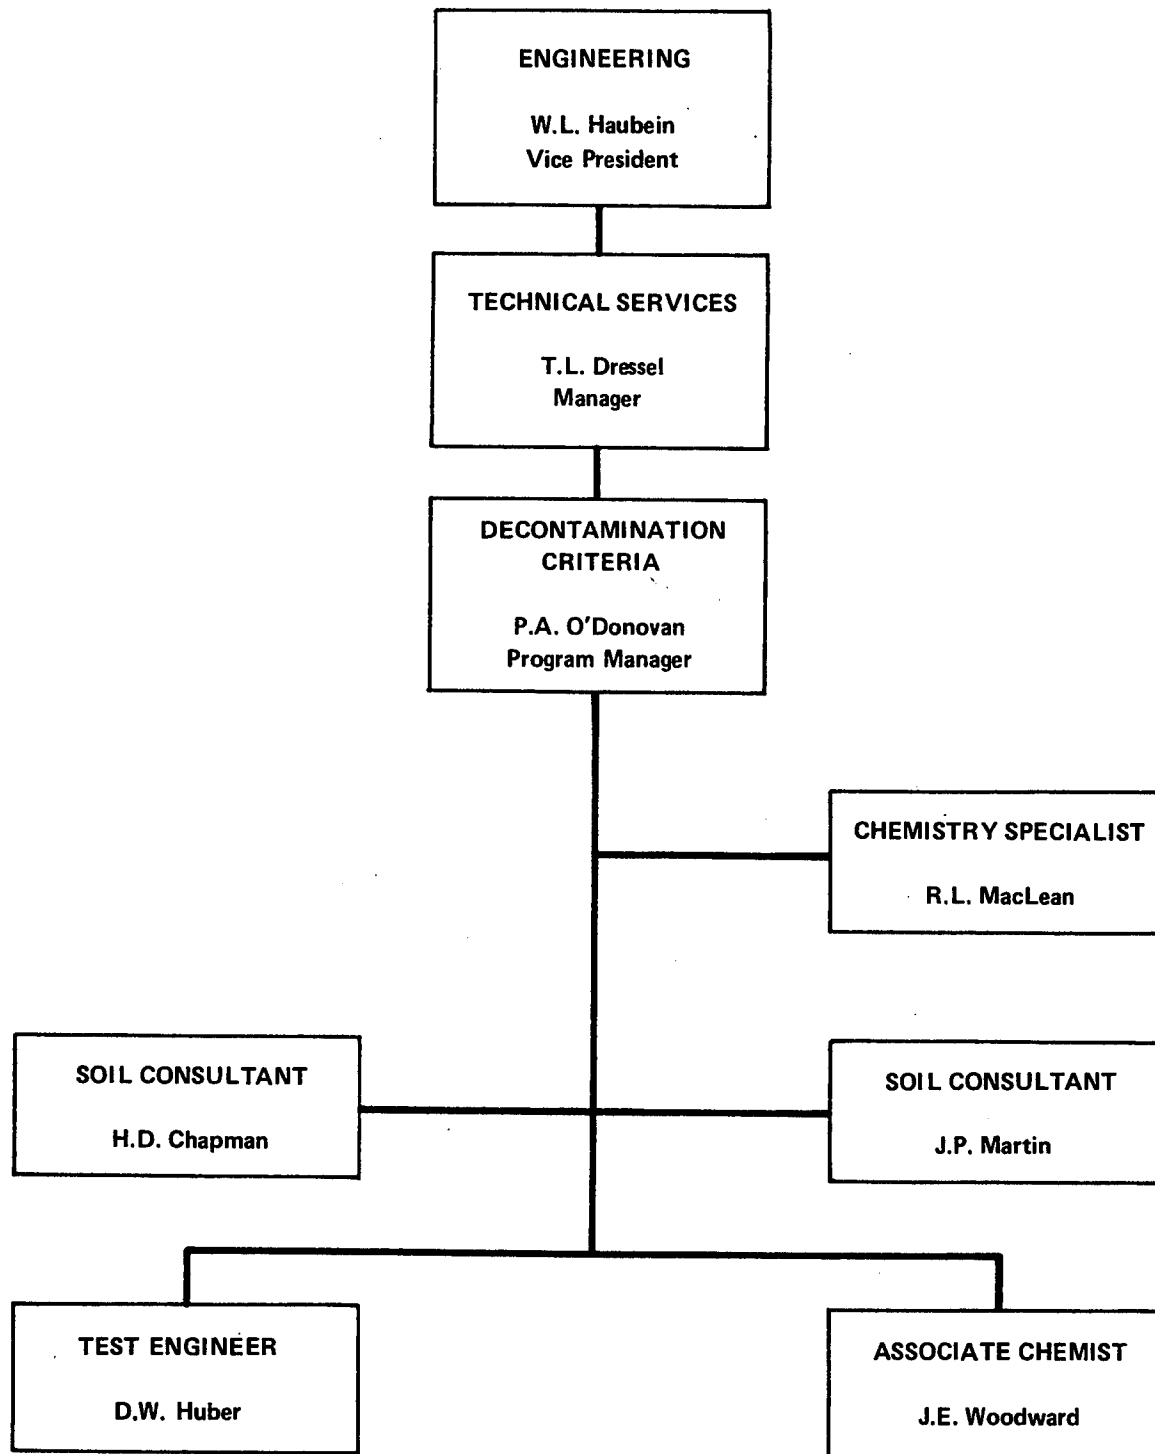 ENGINEERING
W.L. Haubein
Vice President
TECHNICAL SERVICES
T.L. Dressel
Manager
DECONTAMINATION
CRITERIA
P.A. O'Donovan
Program Manager
CHEMISTRY SPECIALIST
R.L. MacLean
SOIL CONSULTANT
H.D. Chapman
SOIL CONSULTANT
J.P. Martin
TEST ENGINEER
D.W. Huber
ASSOCIATE CHEMIST
J.E. Woodward